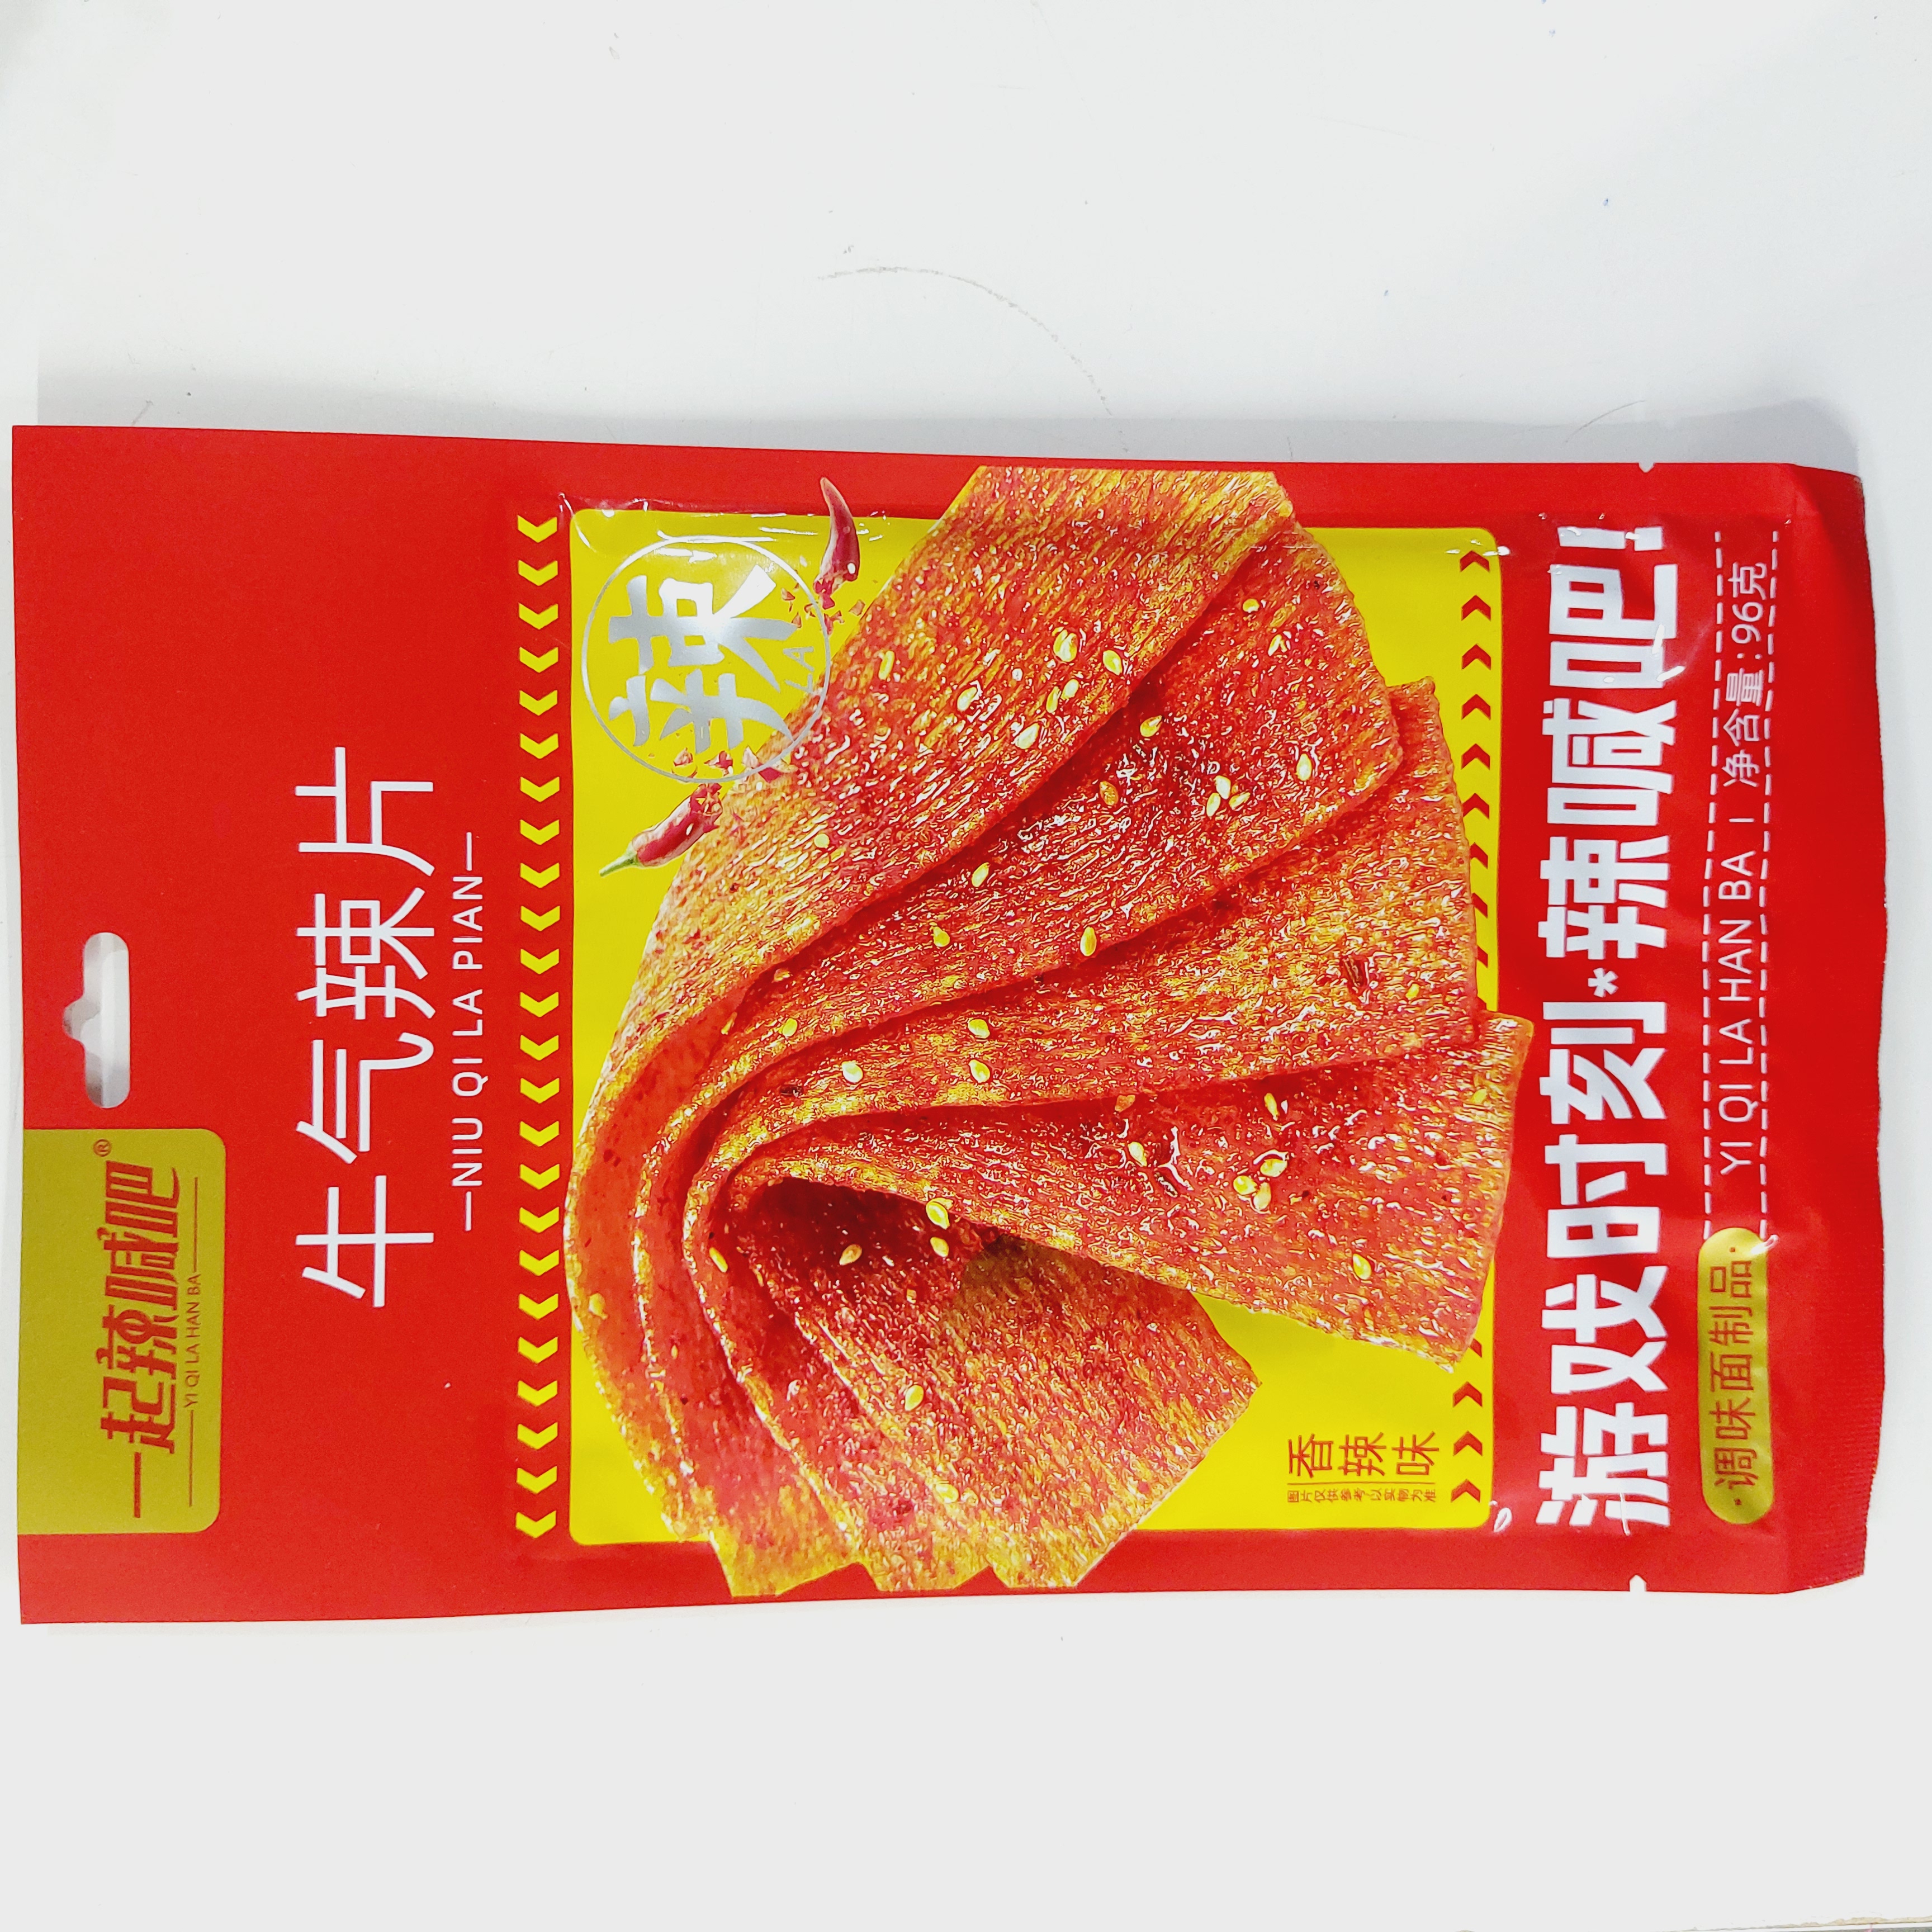 一起辣喊吧®
YI QI LA HAN BA
牛气辣片
—NIU QI LA PIAN—
辣
LA
香辣味
图片仅供参考以实物为准
游戏时刻*辣喊吧!
·调味面制品·
YI QI LA HAN BA | 净含量:96克